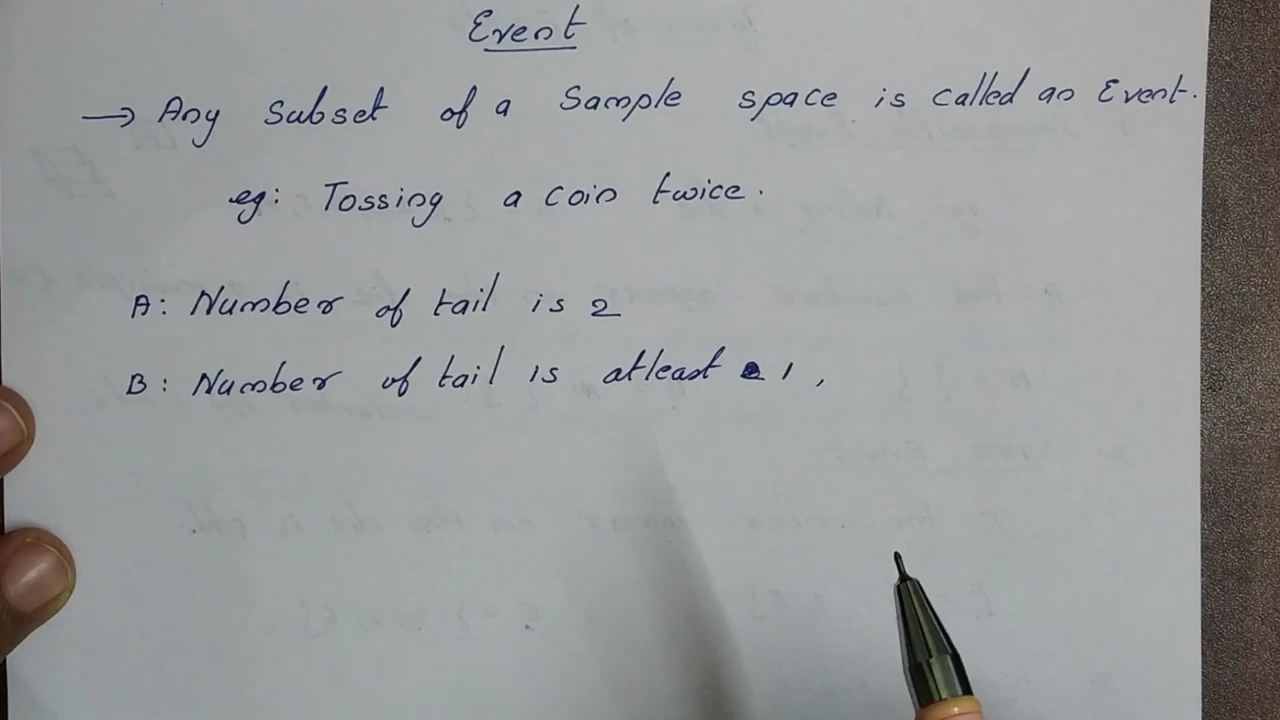 Event
→ Any Subset of a Sample space is called an Event.
eg: Tossing a coin twice.
A: Number of tail is 2
B: Number of tail is atleast 1,